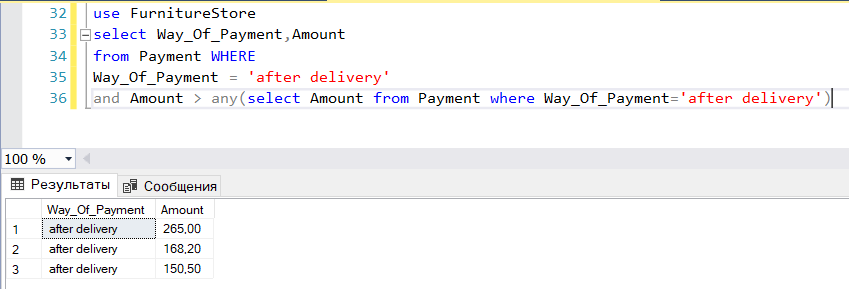 32 use FurnitureStore
33 select Way_Of_Payment,Amount
34 from Payment WHERE
35 Way_Of_Payment = 'after delivery'
36 and Amount > any(select Amount from Payment where Way_Of_Payment='after delivery')
100 %
Результаты Сообщения
Way_Of_Payment Amount
1 after delivery 265,00
2 after delivery 168,20
3 after delivery 150,50